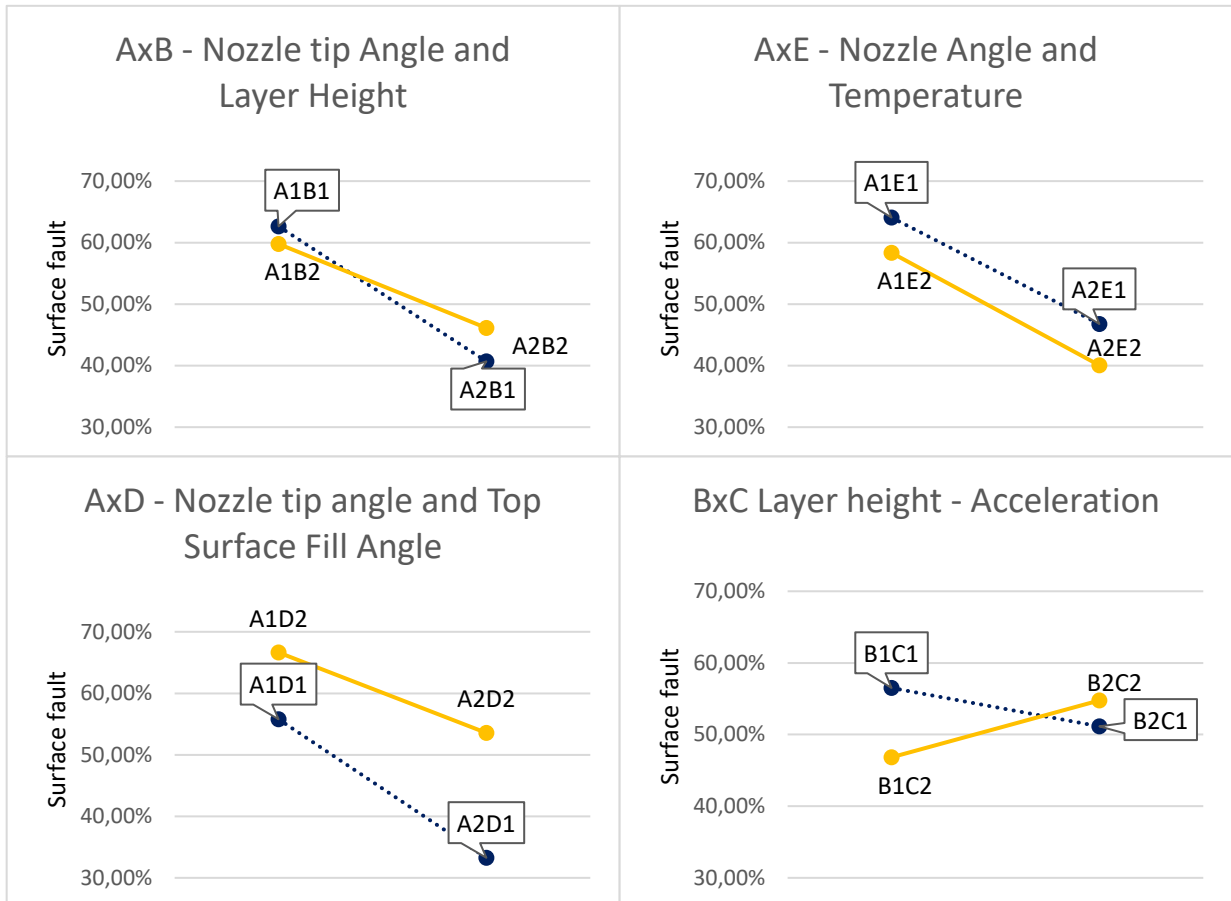 AxB - Nozzle tip Angle and
Layer Height
Surface fault
70,00%
60,00%
50,00%
40,00%
30,00%
A1B1
A1B2
A2B2
A2B1
AxE - Nozzle Angle and
Temperature
Surface fault
70,00%
60,00%
50,00%
40,00%
30,00%
A1E1
A1E2
A2E1
A2E2
AxD - Nozzle tip angle and Top
Surface Fill Angle
Surface fault
70,00%
60,00%
50,00%
40,00%
30,00%
A1D2
A1D1
A2D2
A2D1
BxC Layer height - Acceleration
Surface fault
70,00%
60,00%
50,00%
40,00%
30,00%
B1C1
B1C2
B2C2
B2C1